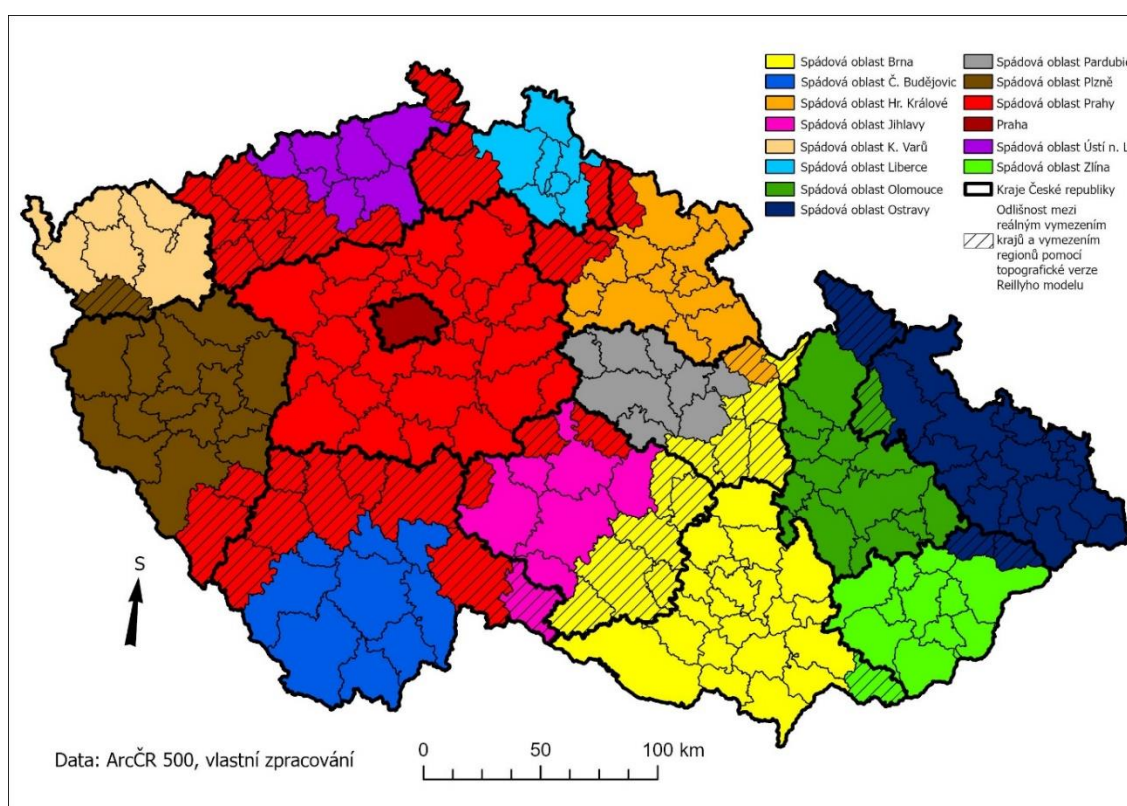 Spádová oblast Brna
Spádová oblast Č. Budějovic
Spádová oblast Hr. Králové
Spádová oblast Jihlavy
Spádová oblast K. Varů
Spádová oblast Liberce
Spádová oblast Olomouce
Spádová oblast Ostravy
Spádová oblast Pardubi
Spádová oblast Plzně
Spádová oblast Prahy
Praha
Spádová oblast Ústí n. L
Spádová oblast Zlína
Kraje České republiky
Odlišnost mezi
reálným vymezením
krajů a vymezením
regionů pomocí
topografické verze
Reillyho modelu
S
Data: ArcČR 500, vlastní zpracování
0 50 100 km